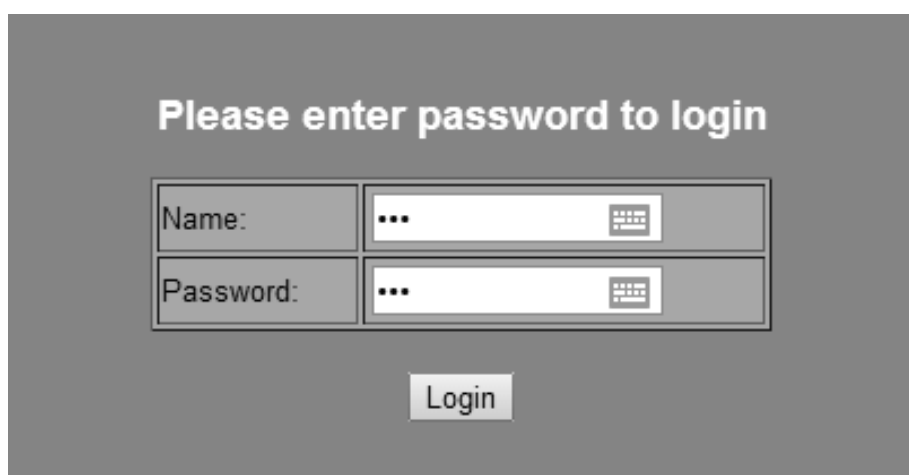 Please enter password to login
Name: •••
Password: •••
Login